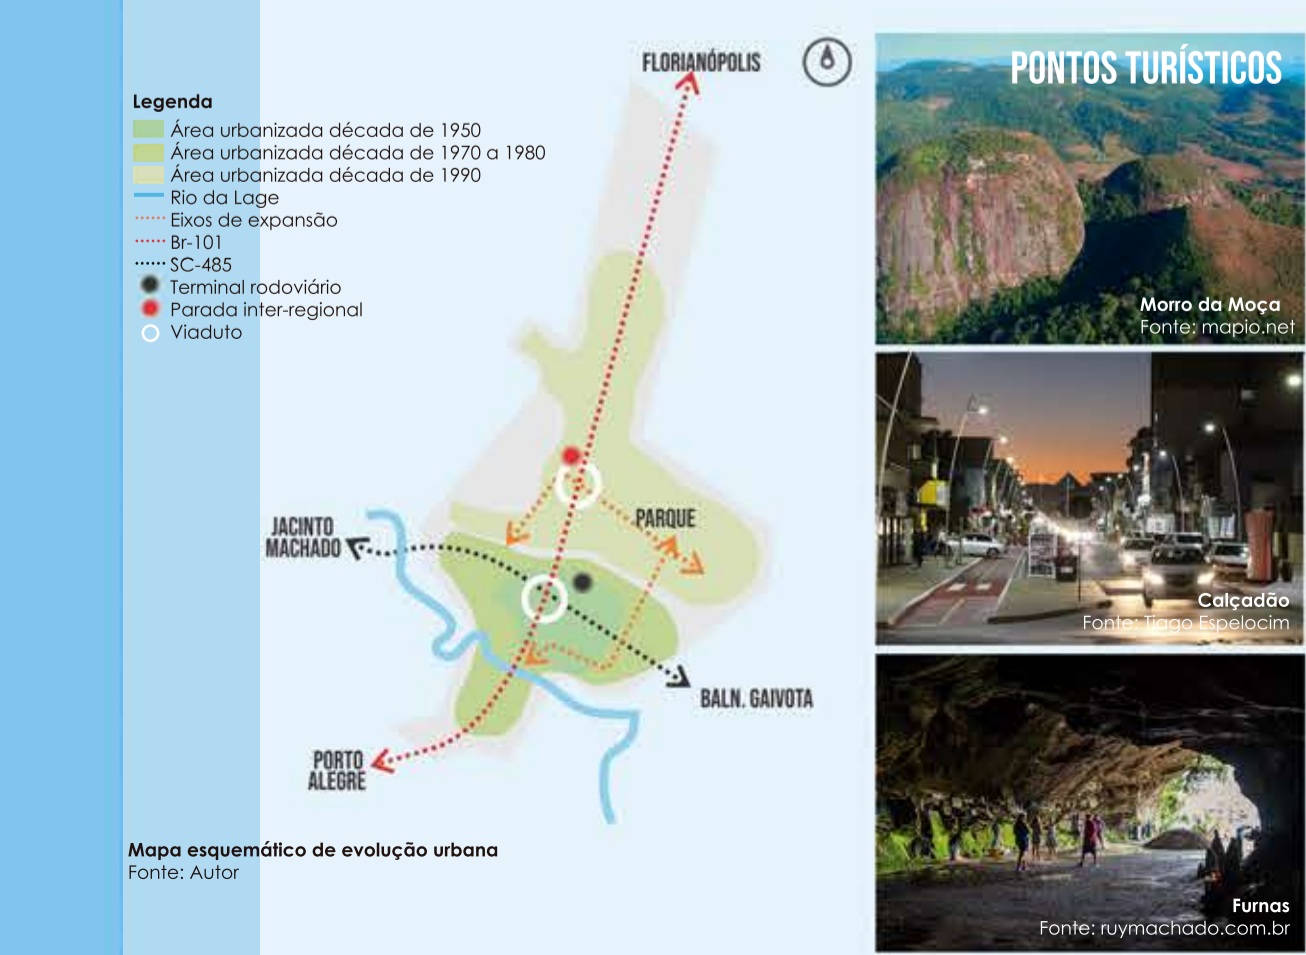 Legenda
Área urbanizada década de 1950
Área urbanizada década de 1970 a 1980
Área urbanizada década de 1990
Rio da Lage
Eixos de expansão
Br-101
SC-485
Terminal rodoviário
Parada inter-regional
Viaduto
FLORIANÓPOLIS
PARQUE
JACINTO
MACHADO
BALN. GAIVOTA
PORTO
ALEGRE
Mapa esquemático de evolução urbana
Fonte: Autor
PONTOS TURÍSTICOS
Morro da Moça
Fonte: mapio.net
Calçadão
Fonte: Tiago Espelocim
Furnas
Fonte: ruymachado.com.br